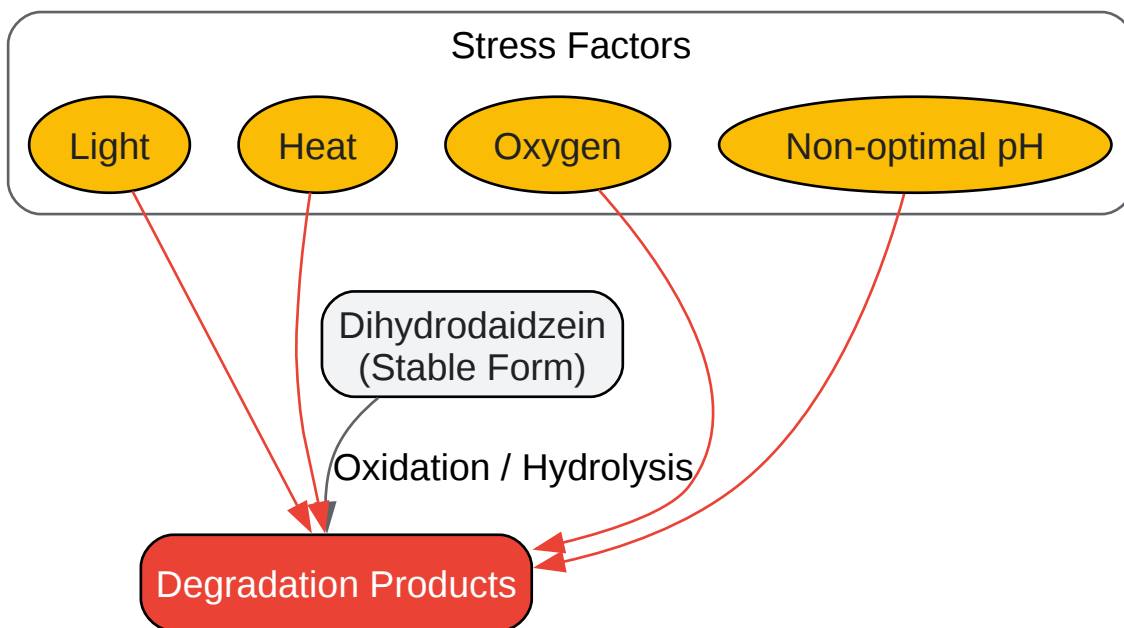 Stress Factors
Light
Heat
Oxygen
Non-optimal pH
Dihydrodaidzein
(Stable Form)
Oxidation / Hydrolysis
Degradation Products